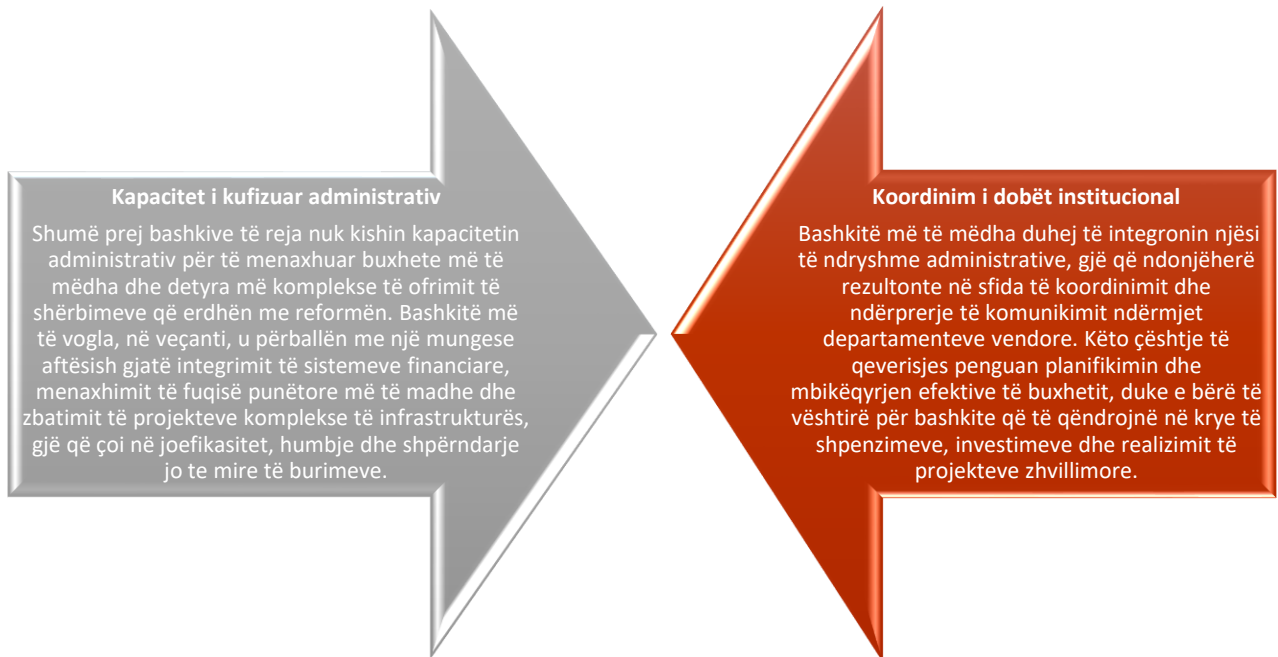 Kapacitet i kufizuar administrativ
Shumë prej bashkive të reja nuk kishin kapacitetin
administrativ për të menaxhuar buxhete më të
mëdha dhe detyra më komplekse të ofrimit të
shërbimeve që erdhën me reformën. Bashkitë më
të vogla, në veçanti, u përballën me një mungese
aftësish gjatë integrimit të sistemeve financiare,
menaxhimit të fuqisë punëtore më të madhe dhe
zbatimit të projekteve komplekse të infrastrukturës,
gjë që çoi në joefikasitet, humbje dhe shpërndarje
jo te mire të burimeve.
Koordinim i dobët institucional
Bashkitë më të mëdha duhej të integronin njësi
të ndryshme administrative, gjë që ndonjëherë
rezultonte në sfida të koordinimit dhe
ndërprerje të komunikimit ndërmjet
departamenteve vendore. Këto çështje të
qeverisjes penguan planifikimin dhe
mbikëqyrjen efektive të buxhetit, duke e bërë të
vështirë për bashkite që të qëndrojnë në krye të
shpenzimeve, investimeve dhe realizimit të
projekteve zhvillimore.